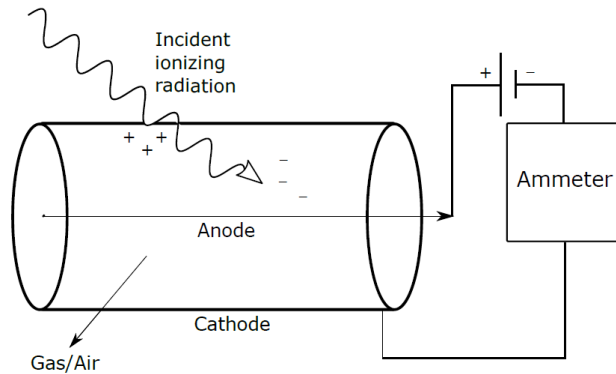 Incident
ionizing
radiation
+ −
+ + +
− − −
Ammeter
Anode
Cathode
Gas/Air